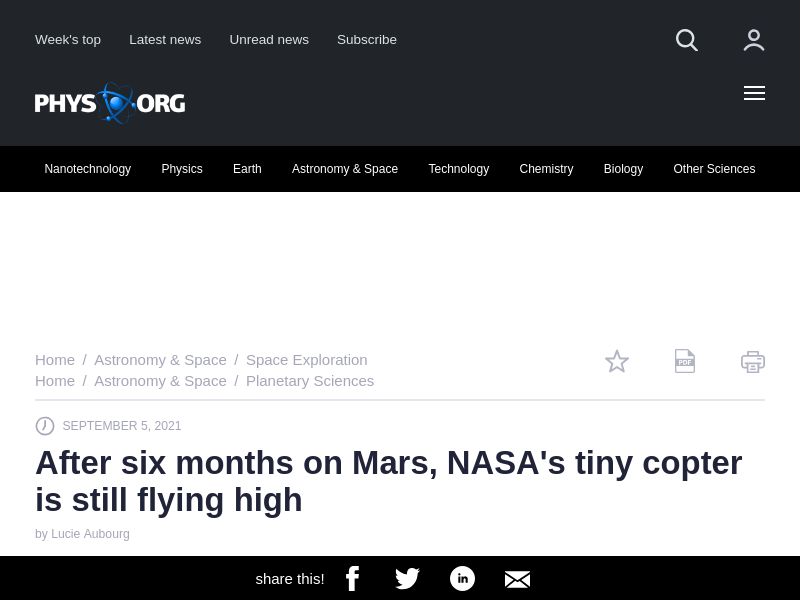 Week's top Latest news Unread news Subscribe
PHYS ORG
Nanotechnology Physics Earth Astronomy & Space Technology Chemistry Biology Other Sciences
Home / Astronomy & Space / Space Exploration
PDF
Home / Astronomy & Space / Planetary Sciences
SEPTEMBER 5, 2021
After six months on Mars, NASA's tiny copter
is still flying high
by Lucie Aubourg
share this! in